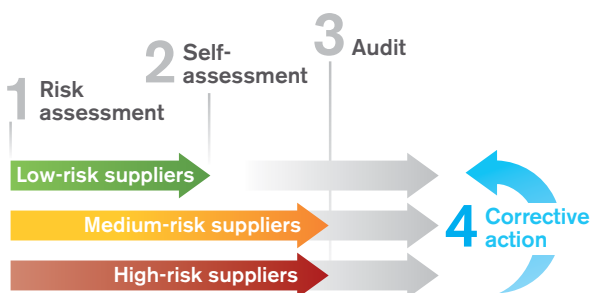 1 Risk
assessment
2 Self-
assessment
3 Audit
Low-risk suppliers
Medium-risk suppliers
High-risk suppliers
4 Corrective
action